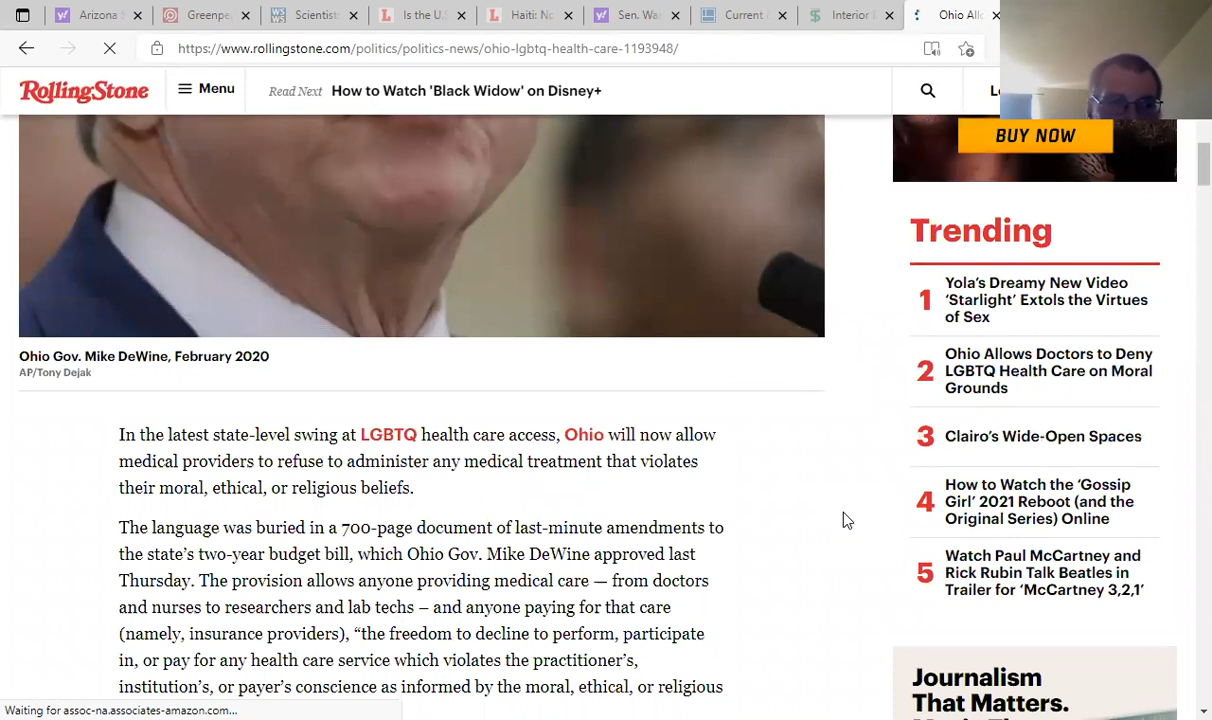 Arizona S
Greenpe
Scientist
Is the U.S
Haiti: No
Sen. Wa
Current A
Interior D
Ohio Allo
https://www.rollingstone.com/politics/politics-news/ohio-lgbtq-health-care-1193948/
RollingStone
Menu
Read Next How to Watch 'Black Widow' on Disney+
BUY NOW
Ohio Gov. Mike DeWine, February 2020
AP/Tony Dejak
In the latest state-level swing at LGBTQ health care access, Ohio will now allow
medical providers to refuse to administer any medical treatment that violates
their moral, ethical, or religious beliefs.
The language was buried in a 700-page document of last-minute amendments to
the state’s two-year budget bill, which Ohio Gov. Mike DeWine approved last
Thursday. The provision allows anyone providing medical care — from doctors
and nurses to researchers and lab techs – and anyone paying for that care
(namely, insurance providers), “the freedom to decline to perform, participate
in, or pay for any health care service which violates the practitioner’s,
institution’s, or payer’s conscience as informed by the moral, ethical, or religious
Trending
1 Yola’s Dreamy New Video
‘Starlight’ Extols the Virtues
of Sex
2 Ohio Allows Doctors to Deny
LGBTQ Health Care on Moral
Grounds
3 Clairo’s Wide-Open Spaces
4 How to Watch the ‘Gossip
Girl’ 2021 Reboot (and the
Original Series) Online
5 Watch Paul McCartney and
Rick Rubin Talk Beatles in
Trailer for ‘McCartney 3,2,1’
Journalism
That Matters.
Waiting for assoc-na.associates-amazon.com...